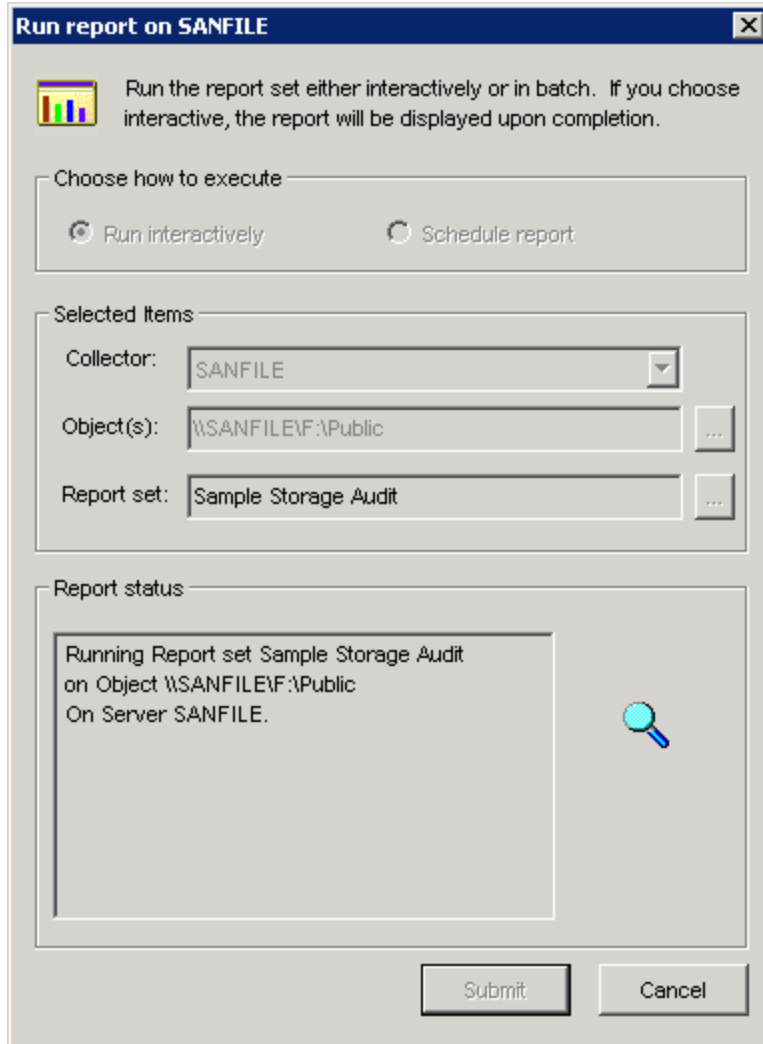 Run report on SANFILE
Run the report set either interactively or in batch.  If you choose
interactive, the report will be displayed upon completion.
Choose how to execute
Run interactively
Schedule report
Selected Items
Collector:
SANFILE
Object(s):
\\SANFILE\F:\Public
...
Report set:
Sample Storage Audit
...
Report status
Running Report set Sample Storage Audit
on Object \\SANFILE\F:\Public
On Server SANFILE.
Submit
Cancel